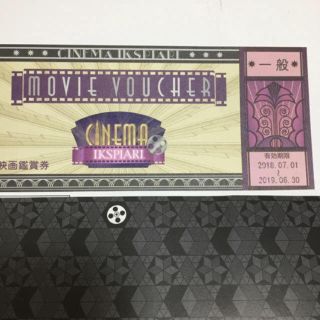 CINEMA IKSPIARI
MOVIE VOUCHER
CINEMA
IKSPIARI
映画鑑賞券
一般
有効期限
2018.07.01
~
2019.06.30